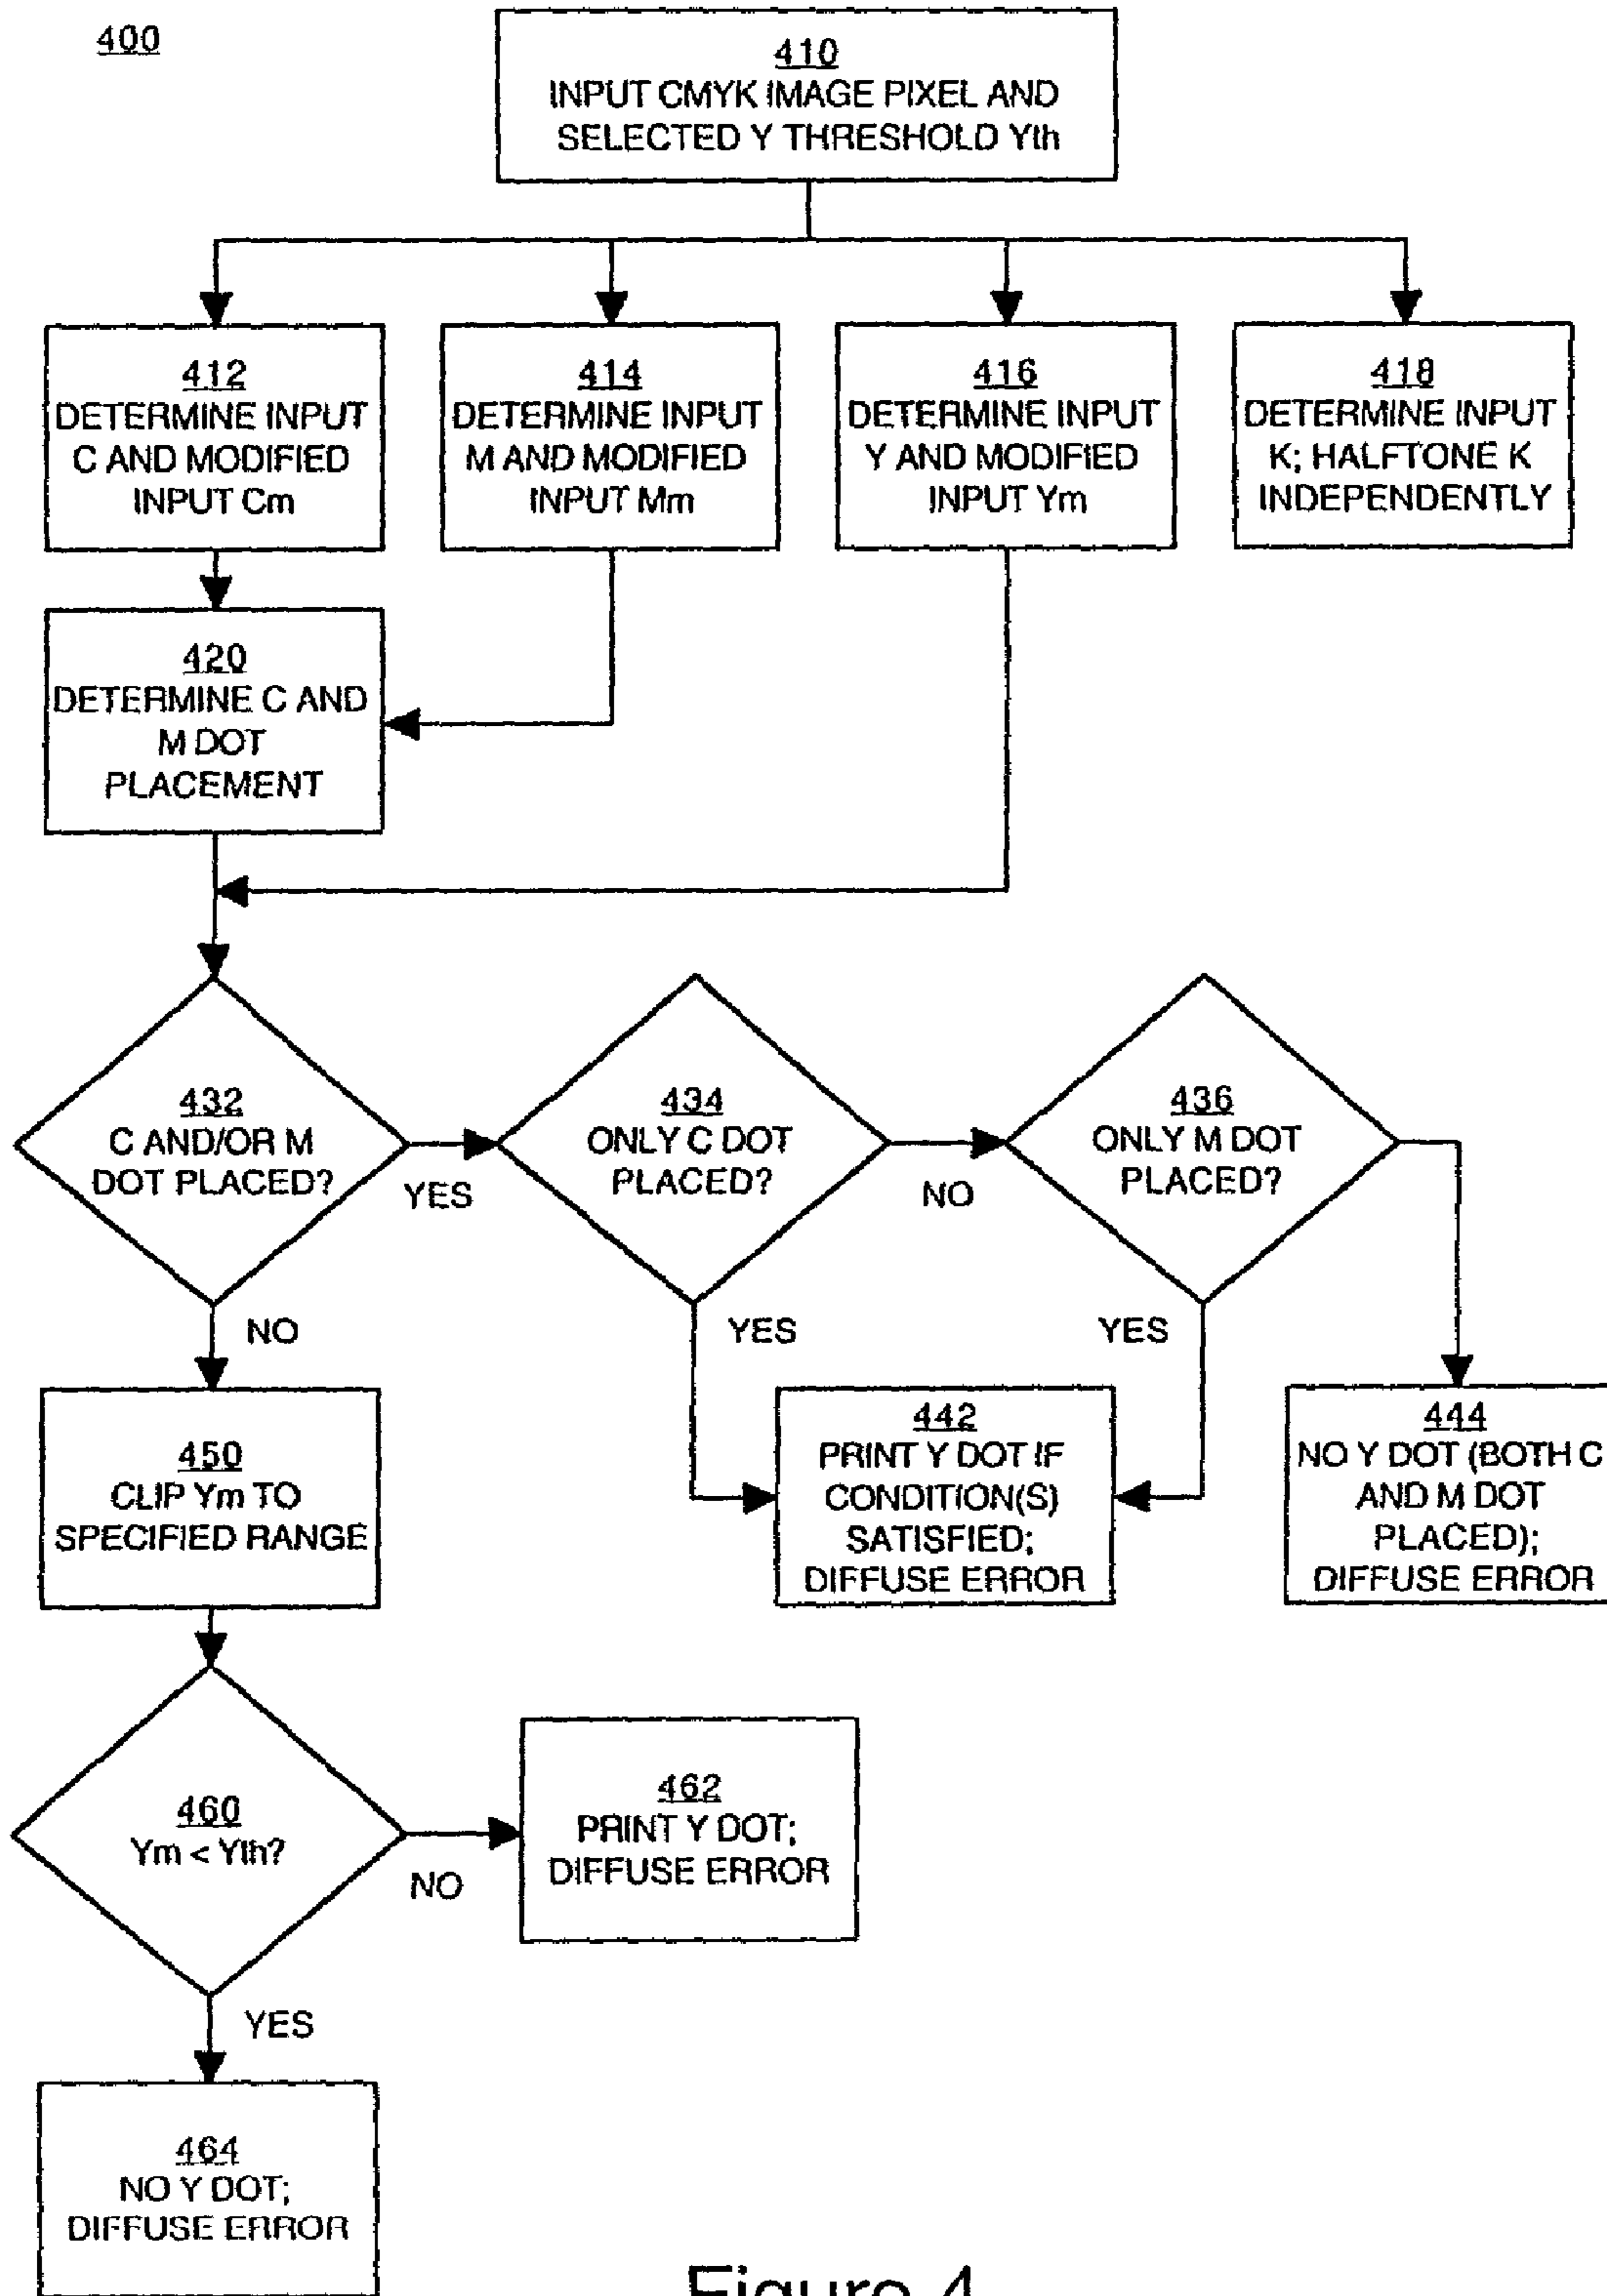 400
410
INPUT CMYK IMAGE PIXEL AND
SELECTED Y THRESHOLD Yth
412
DETERMINE INPUT
C AND MODIFIED
INPUT Cm
414
DETERMINE INPUT
M AND MODIFIED
INPUT Mm
416
DETERMINE INPUT
Y AND MODIFIED
INPUT Ym
418
DETERMINE INPUT
K; HALFTONE K
INDEPENDENTLY
420
DETERMINE C AND
M DOT
PLACEMENT
432
C AND/OR M
DOT PLACED?
YES
434
ONLY C DOT
PLACED?
NO
436
ONLY M DOT
PLACED?
NO
YES
YES
450
CLIP Ym TO
SPECIFIED RANGE
442
PRINT Y DOT IF
CONDITION(S)
SATISFIED;
DIFFUSE ERROR
444
NO Y DOT (BOTH C
AND M DOT
PLACED);
DIFFUSE ERROR
460
Ym < Yth?
NO
462
PRINT Y DOT;
DIFFUSE ERROR
YES
464
NO Y DOT;
DIFFUSE ERROR
Figure 4